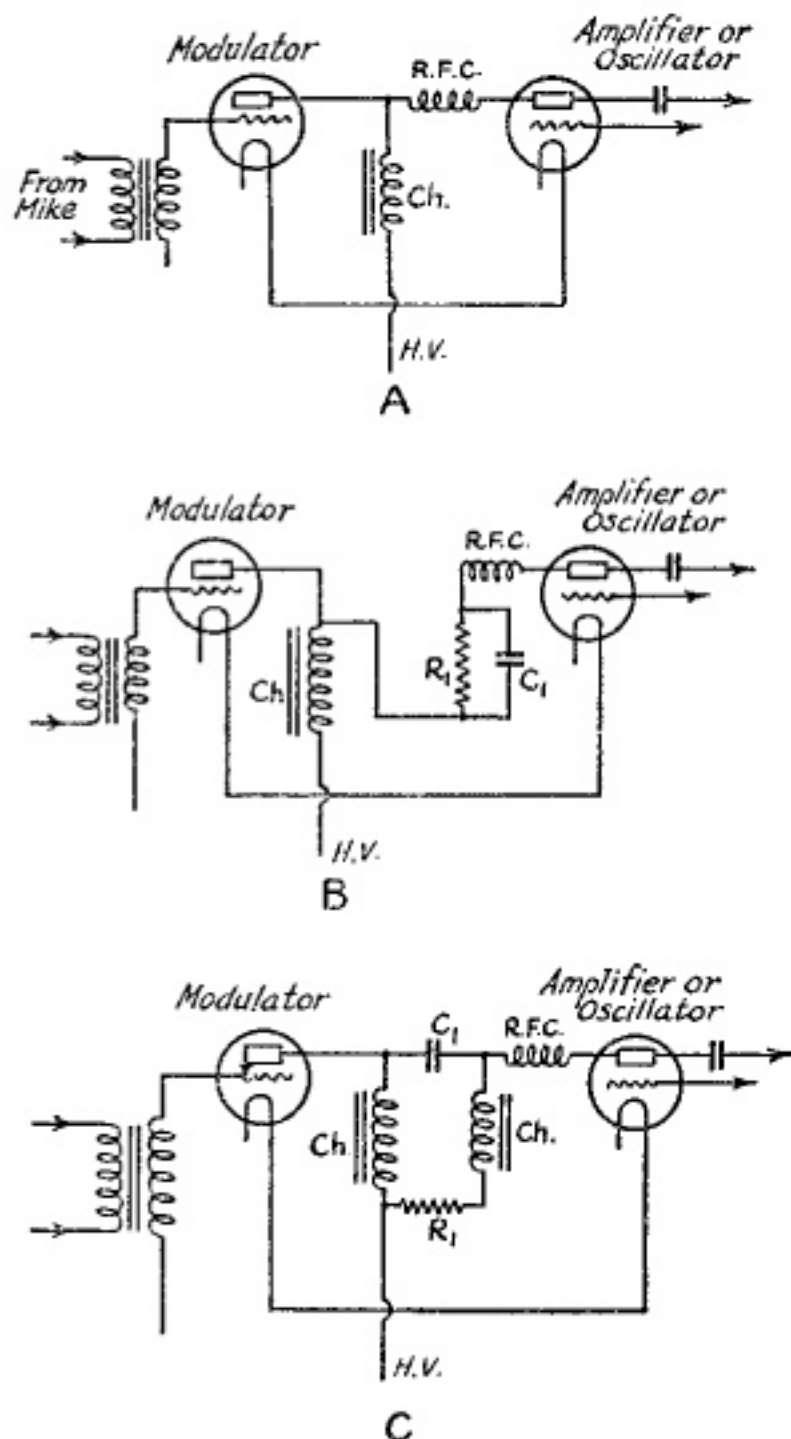 Modulator
Amplifier or
Oscillator
R.F.C.
From
Mike
Ch.
H.V.
A
Modulator
Amplifier or
Oscillator
R.F.C.
R1
C1
Ch
H.V.
B
Modulator
Amplifier or
Oscillator
C1
R.F.C.
Ch
Ch.
R1
H.V.
C